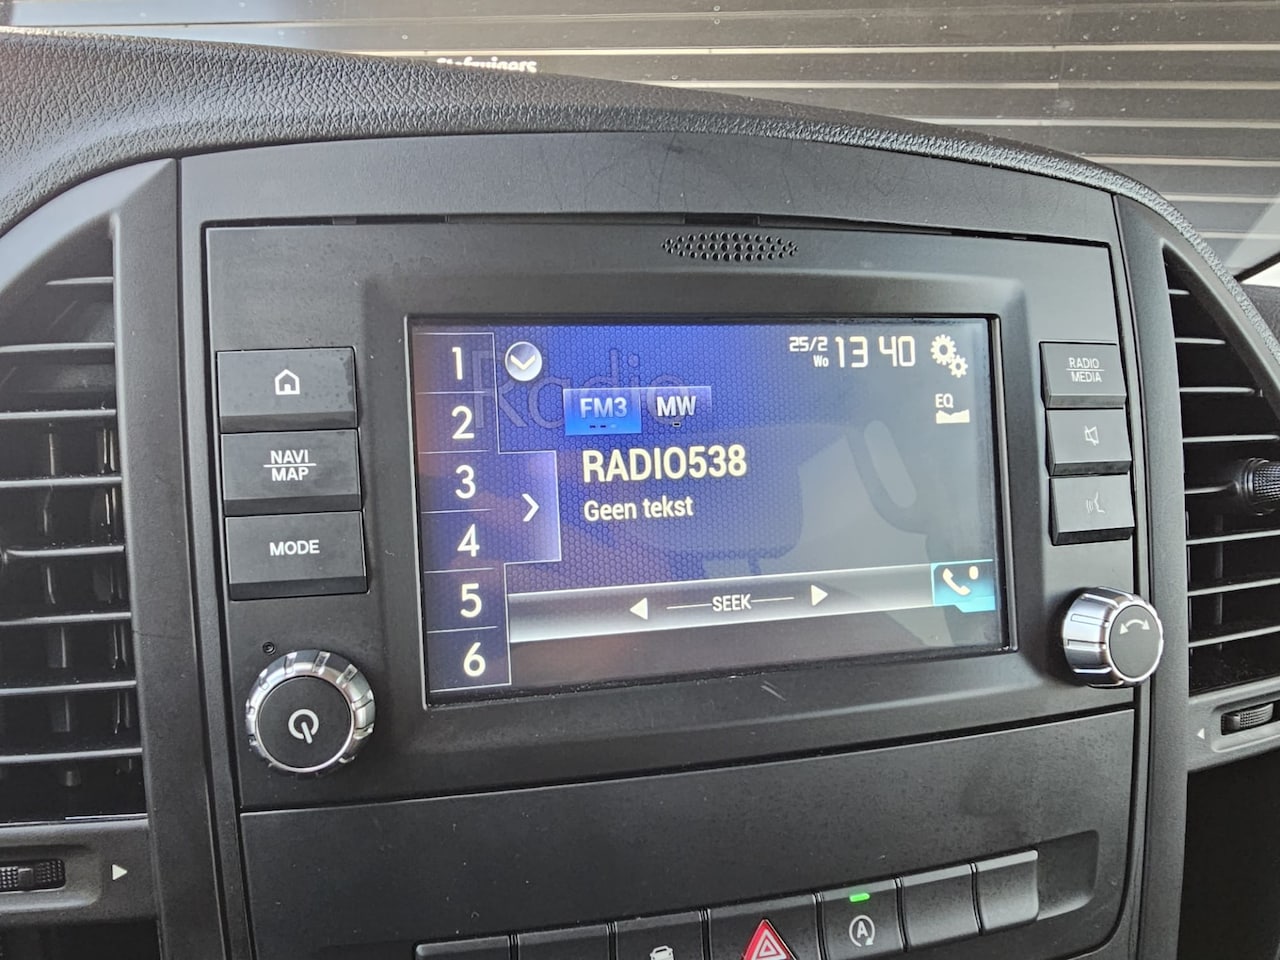 Radio
25/2
Wo
13 40
FM3 MW
EQ
RADIO538
Geen tekst
SEEK
1
2
3
4
5
6
NAVI
MAP
MODE
RADIO
MEDIA
A